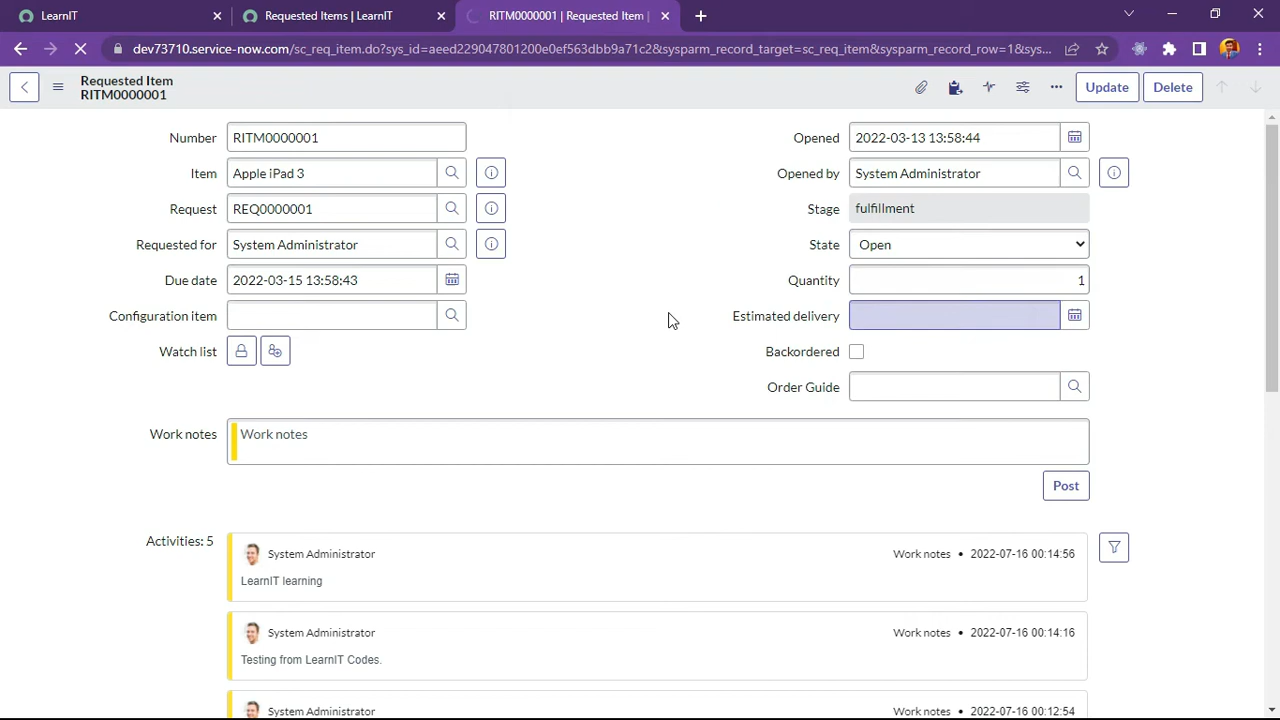 LearnIT
Requested Items | LearnIT
RITM0000001 | Requested Item |
dev73710.service-now.com/sc_req_item.do?sys_id=aeed229047801200e0ef563dbb9a71c2&sysparm_record_target=sc_req_item&sysparm_record_row=1&sys...
Requested Item
RITM0000001
Update
Delete
Number
RITM0000001
Item
Apple iPad 3
Request
REQ0000001
Requested for
System Administrator
Due date
2022-03-15 13:58:43
Configuration item
Watch list
Opened
2022-03-13 13:58:44
Opened by
System Administrator
Stage
fulfillment
State
Open
Quantity
1
Estimated delivery
Backordered
Order Guide
Work notes
Work notes
Post
Activities: 5
System Administrator
Work notes • 2022-07-16 00:14:56
LearnIT learning
System Administrator
Work notes • 2022-07-16 00:14:16
Testing from LearnIT Codes.
System Administrator
Work notes • 2022-07-16 00:12:54